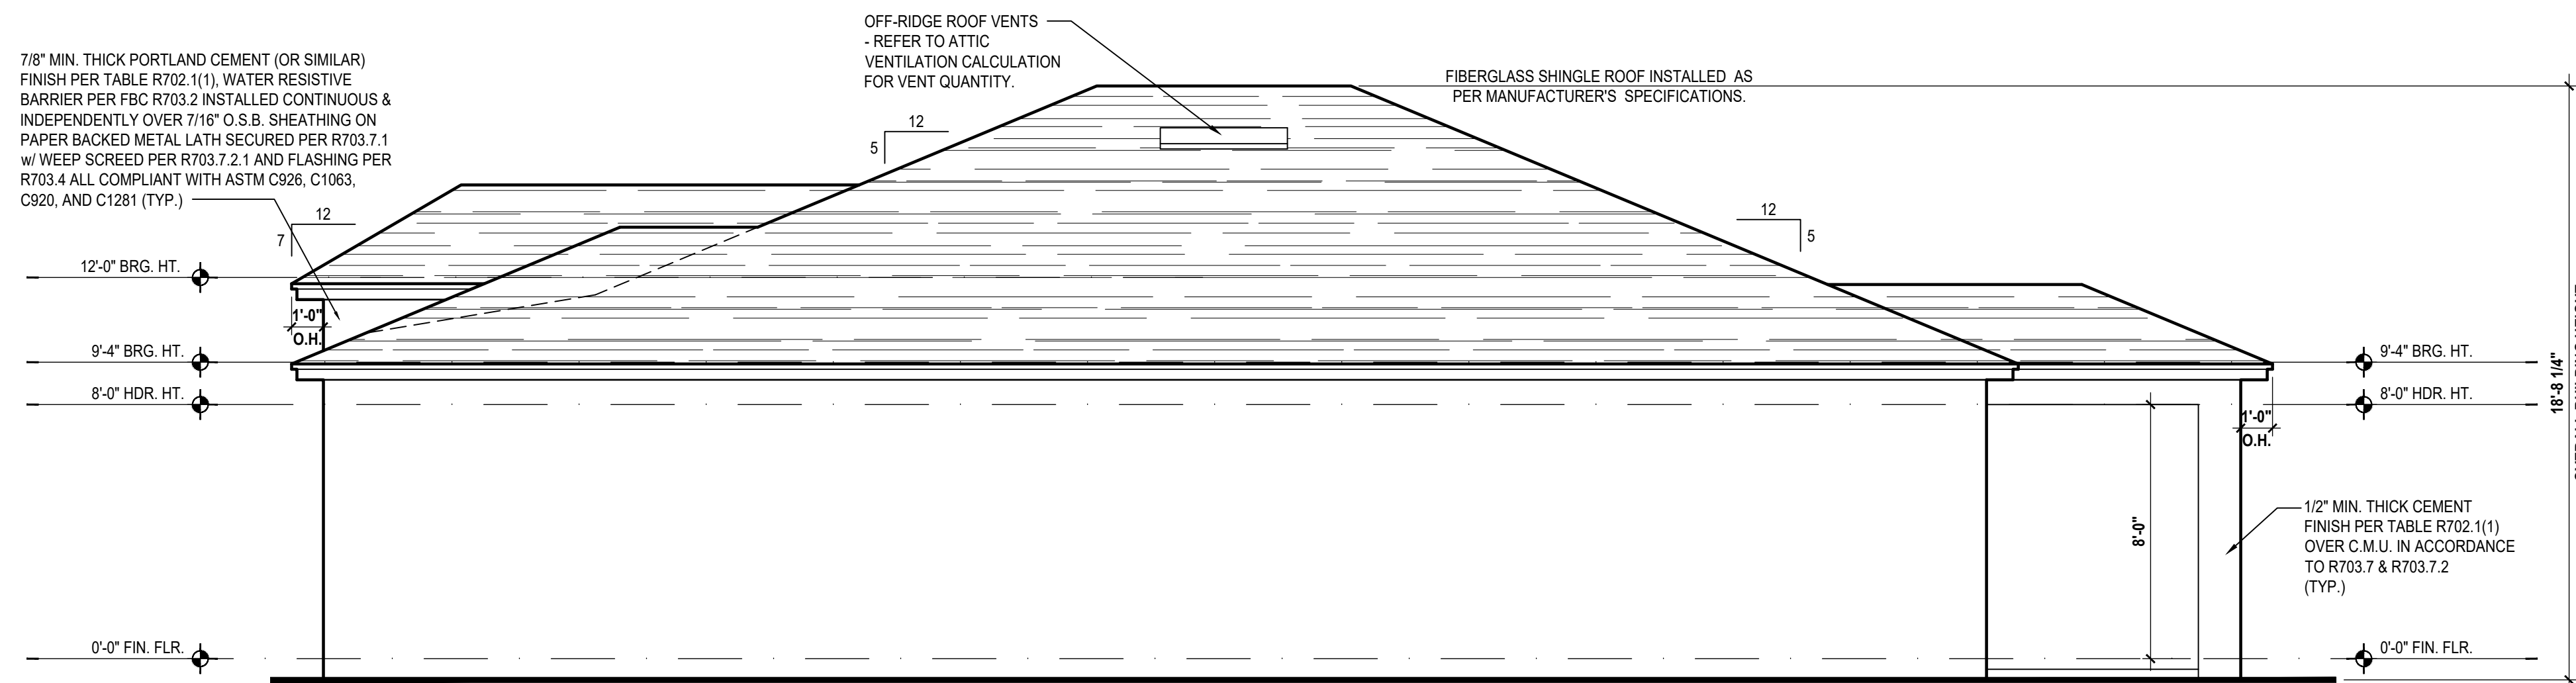 OFF-RIDGE ROOF VENTS
- REFER TO ATTIC
VENTILATION CALCULATION
FOR VENT QUANTITY.
7/8" MIN. THICK PORTLAND CEMENT (OR SIMILAR)
FINISH PER TABLE R702.1(1), WATER RESISTIVE
BARRIER PER FBC R703.2 INSTALLED CONTINUOUS &
INDEPENDENTLY OVER 7/16" O.S.B. SHEATHING ON
PAPER BACKED METAL LATH SECURED PER R703.7.1
w/ WEEP SCREED PER R703.7.2.1 AND FLASHING PER
R703.4 ALL COMPLIANT WITH ASTM C926, C1063,
C920, AND C1281 (TYP.)
FIBERGLASS SHINGLE ROOF INSTALLED AS
PER MANUFACTURER'S SPECIFICATIONS.
12
5
12
7
12
5
12'-0" BRG. HT.
1'-0"
O.H.
9'-4" BRG. HT.
8'-0" HDR. HT.
0'-0" FIN. FLR.
9'-4" BRG. HT.
8'-0" HDR. HT.
1'-0"
O.H.
18'-8 1/4"
8'-0"
1/2" MIN. THICK CEMENT
FINISH PER TABLE R702.1(1)
OVER C.M.U. IN ACCORDANCE
TO R703.7 & R703.7.2
(TYP.)
0'-0" FIN. FLR.